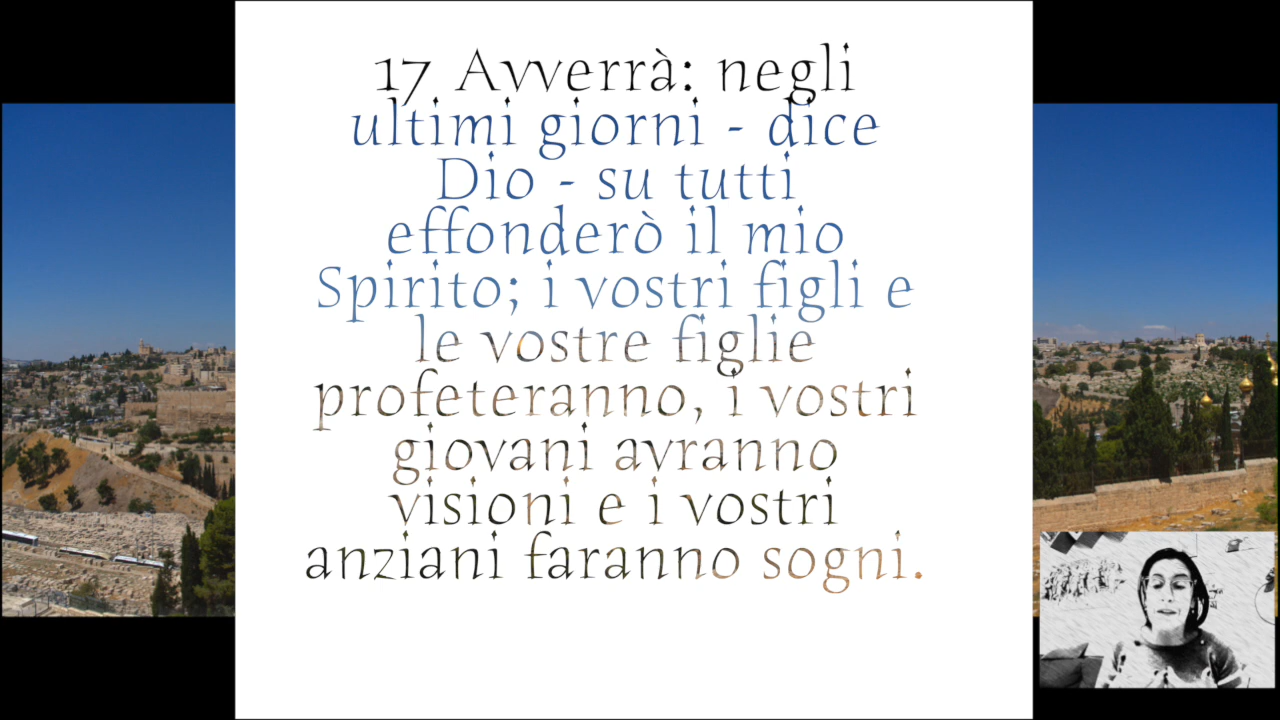 17 Avverrà: negli
ultimi giorni - dice
Dio - su tutti
effonderò il mio
Spirito; i vostri figli e
le vostre figlie
profeteranno, i vostri
giovani avranno
visioni e i vostri
anziani faranno sogni.